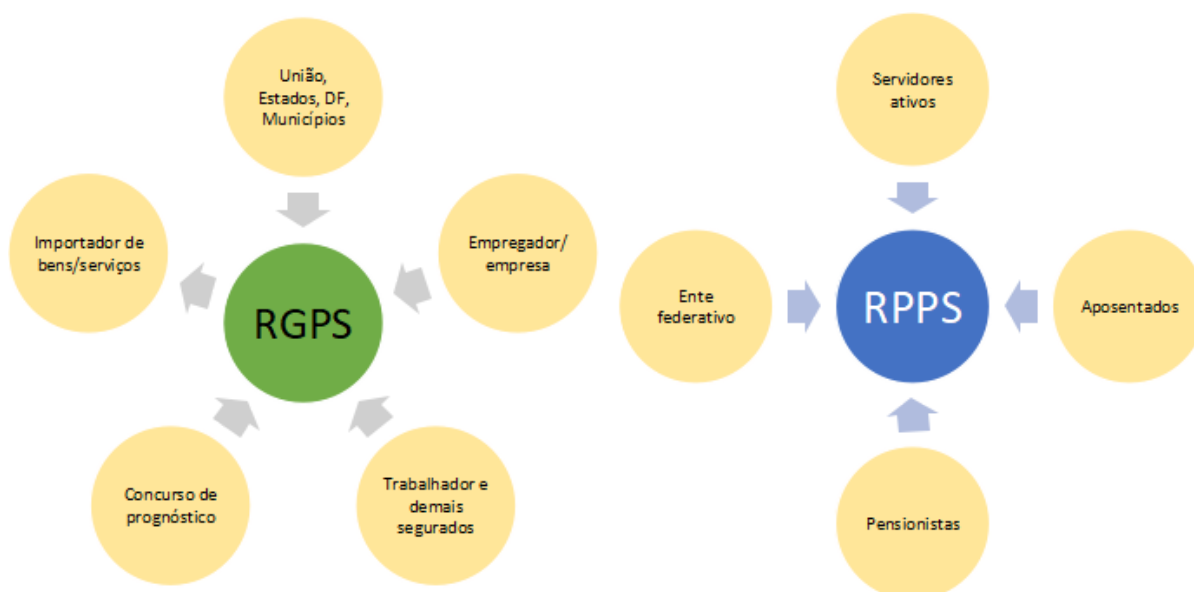 União,
Estados, DF,
Municípios
Importador de
bens/serviços
RGPS
Empregador/
empresa
Concurso de
prognóstico
Trabalhador e
demais
segurados
Servidores
ativos
Ente
federativo
RPPS
Aposentados
Pensionistas